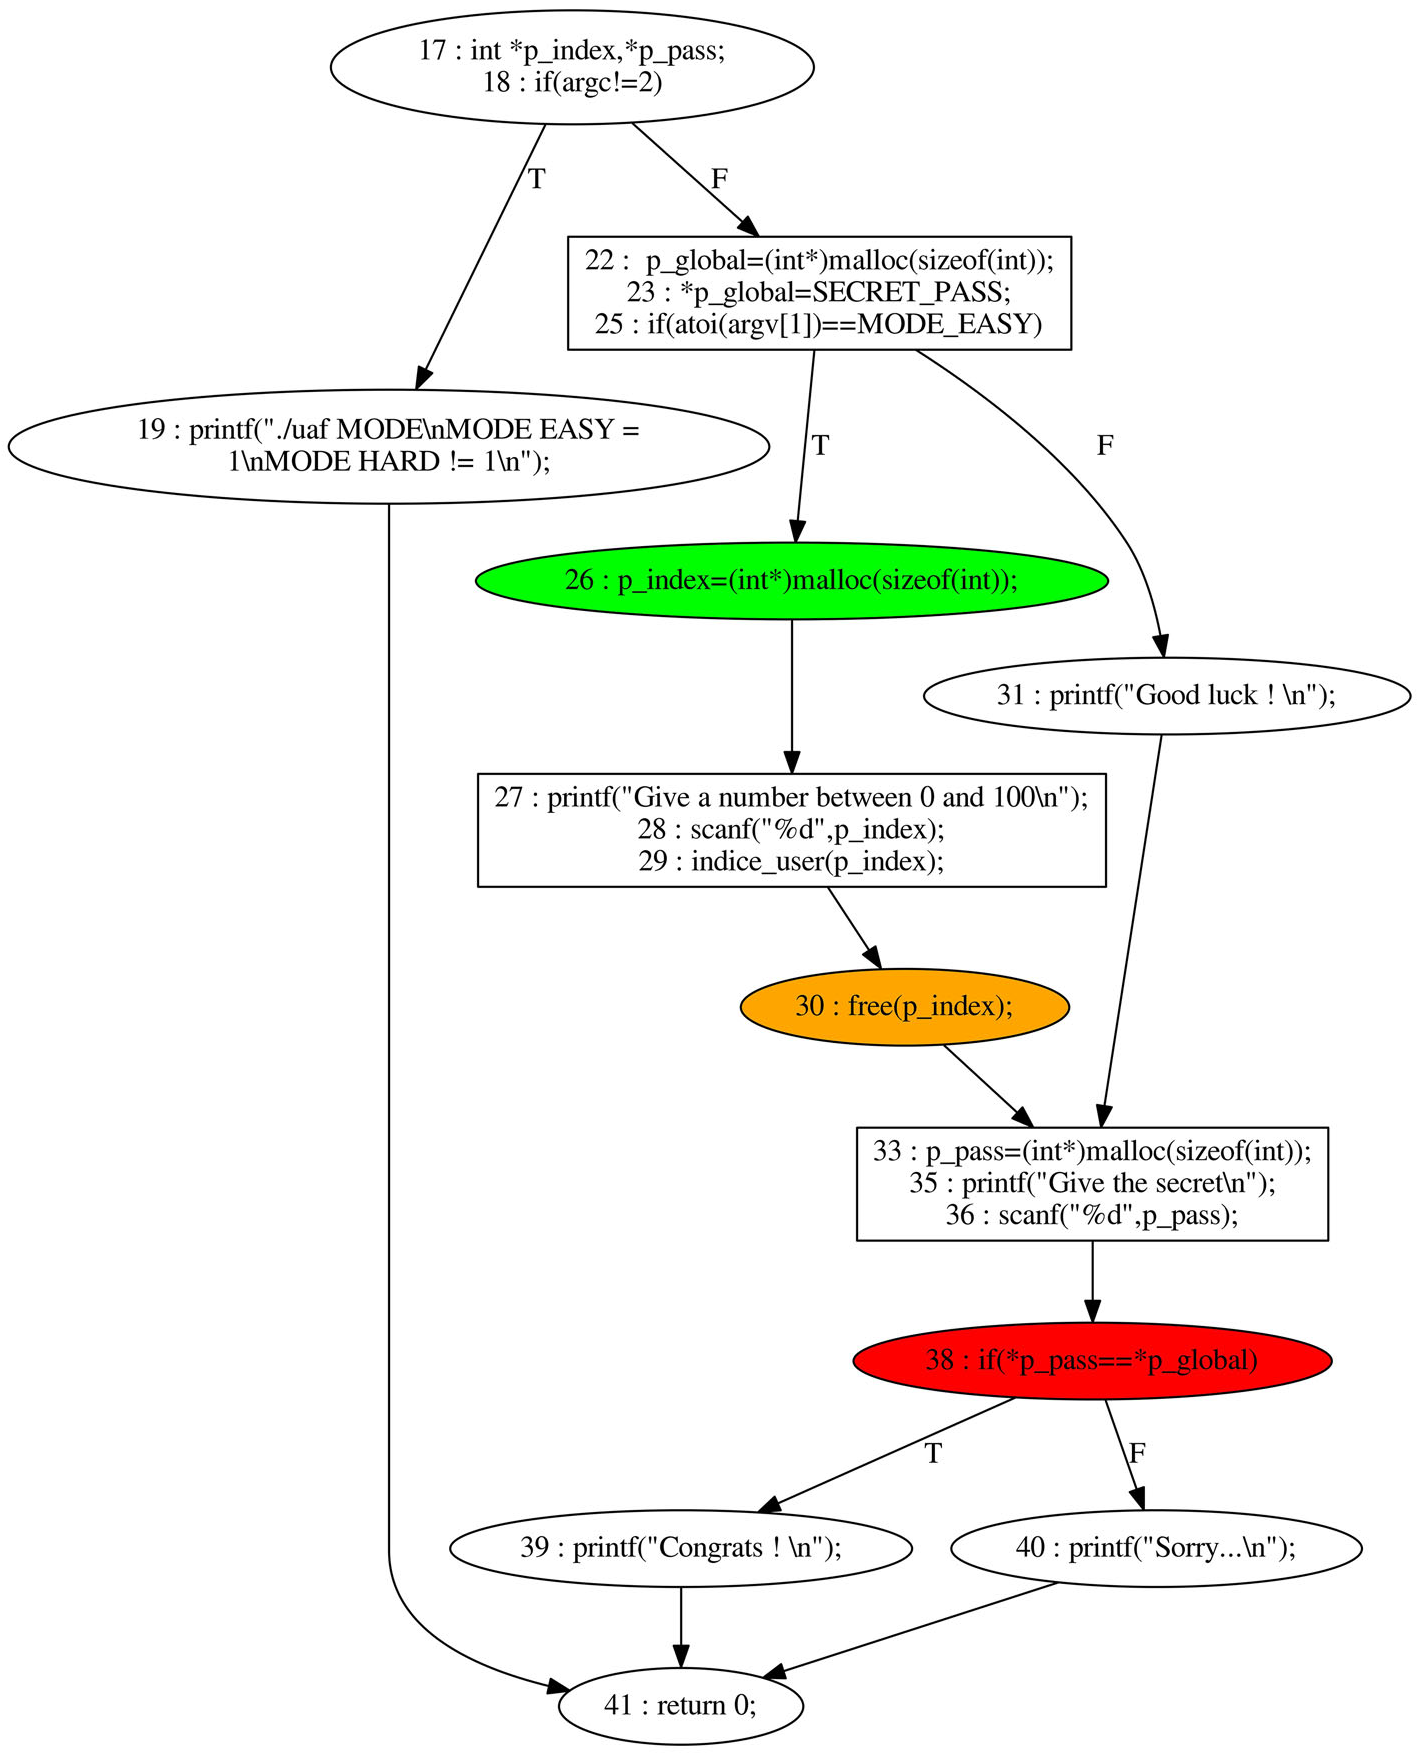 17 : int *p_index,*p_pass;
18 : if(argc!=2)
T
F
22 :  p_global=(int*)malloc(sizeof(int));
23 : *p_global=SECRET_PASS;
25 : if(atoi(argv[1])==MODE_EASY)
19 : printf("./uaf MODE\nMODE EASY =
1\nMODE HARD != 1\n");
T
F
26 : p_index=(int*)malloc(sizeof(int));
31 : printf("Good luck ! \n");
27 : printf("Give a number between 0 and 100\n");
28 : scanf("%d",p_index);
29 : indice_user(p_index);
30 : free(p_index);
33 : p_pass=(int*)malloc(sizeof(int));
35 : printf("Give the secret\n");
36 : scanf("%d",p_pass);
38 : if(*p_pass==*p_global)
T
F
39 : printf("Congrats ! \n");
40 : printf("Sorry...\n");
41 : return 0;